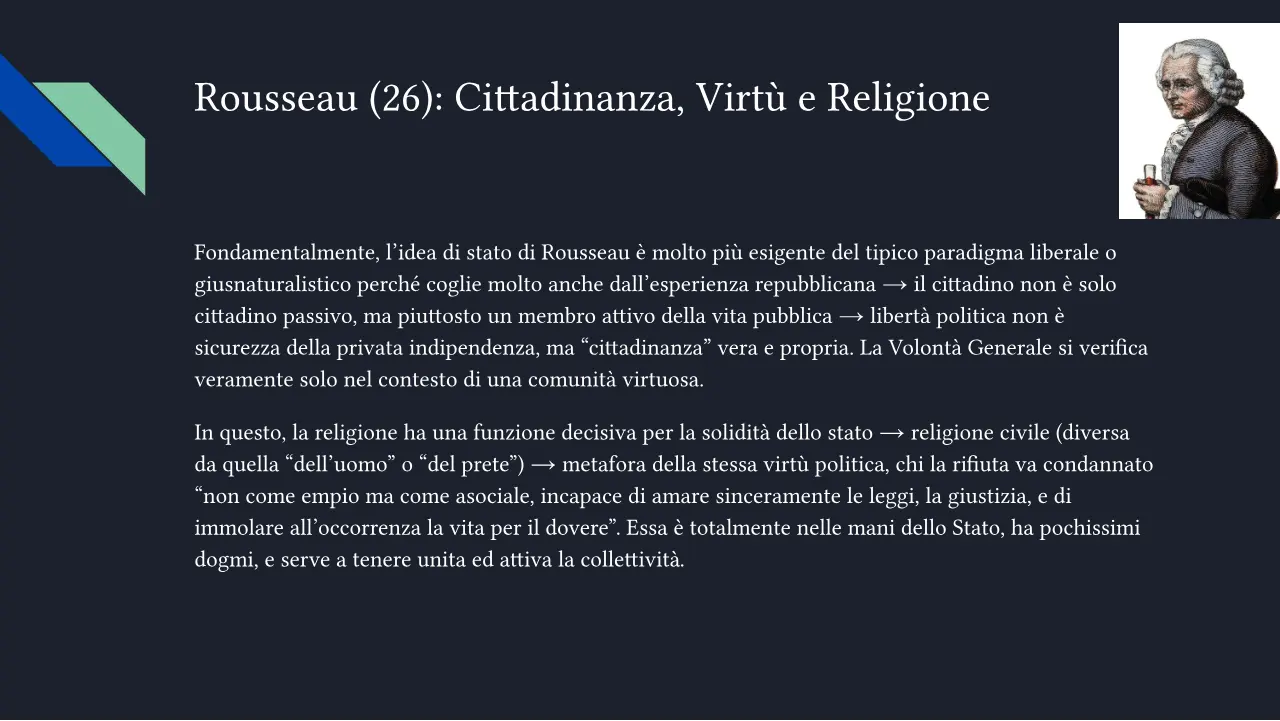 Rousseau (26): Cittadinanza, Virtù e Religione
Fondamentalmente, l’idea di stato di Rousseau è molto più esigente del tipico paradigma liberale o
giusnaturalistico perché coglie molto anche dall’esperienza repubblicana → il cittadino non è solo
cittadino passivo, ma piuttosto un membro attivo della vita pubblica → libertà politica non è
sicurezza della privata indipendenza, ma “cittadinanza” vera e propria. La Volontà Generale si verifica
veramente solo nel contesto di una comunità virtuosa.
In questo, la religione ha una funzione decisiva per la solidità dello stato → religione civile (diversa
da quella “dell’uomo” o “del prete”) → metafora della stessa virtù politica, chi la rifiuta va condannato
“non come empio ma come asociale, incapace di amare sinceramente le leggi, la giustizia, e di
immolare all’occorrenza la vita per il dovere”. Essa è totalmente nelle mani dello Stato, ha pochissimi
dogmi, e serve a tenere unita ed attiva la collettività.